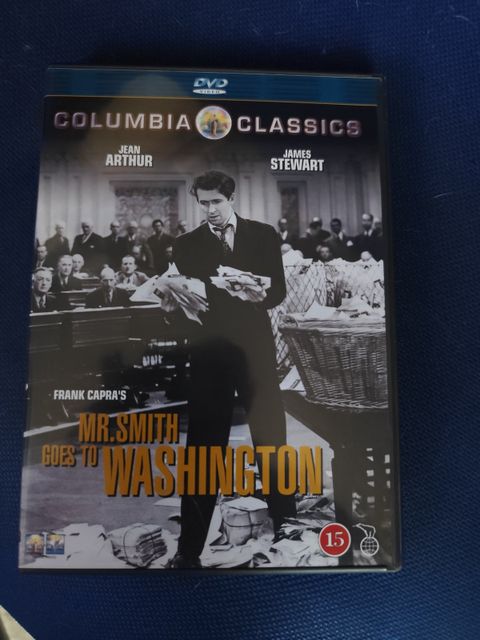 DVD
VIDEO
COLUMBIA CLASSICS
JEAN
ARTHUR
JAMES
STEWART
FRANK CAPRA'S
MR. SMITH
GOES TO WASHINGTON
15